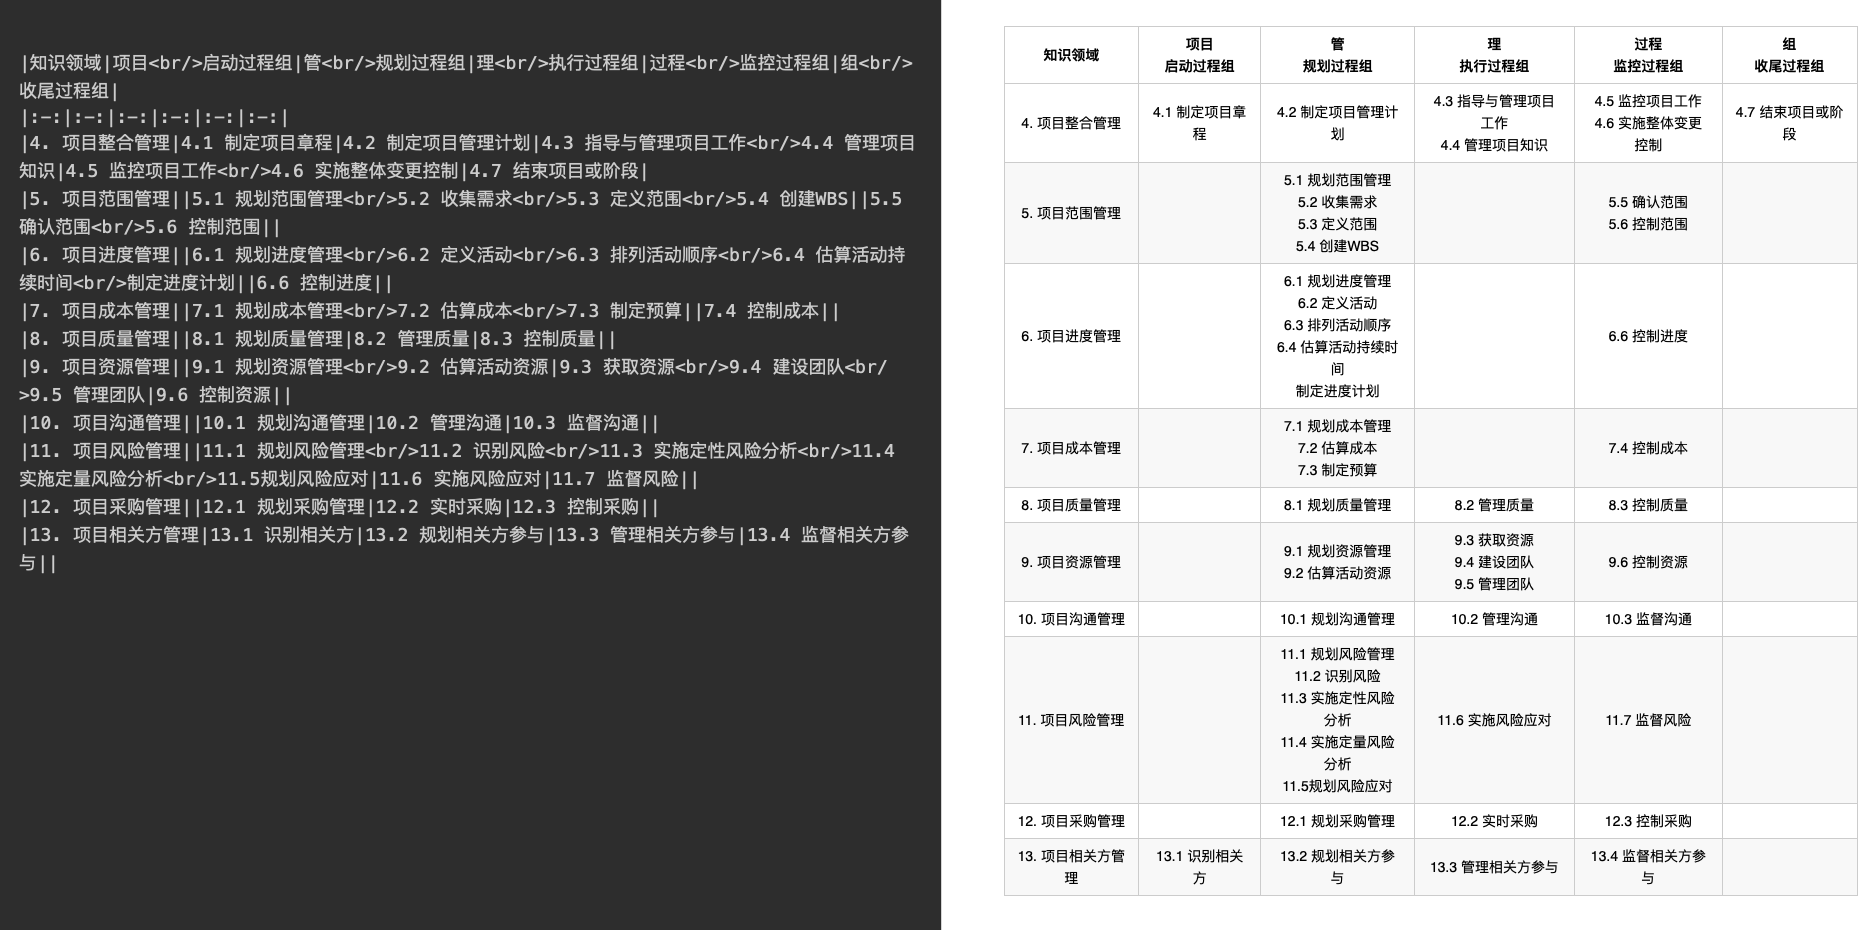 |知识领域|项目<br/>启动过程组|管<br/>规划过程组|理<br/>执行过程组|过程<br/>监控过程组|组<br/>
收尾过程组|
|:-:|:-:|:-:|:-:|:-:|:-:|
|4. 项目整合管理|4.1 制定项目章程|4.2 制定项目管理计划|4.3 指导与管理项目工作<br/>4.4 管理项目
知识|4.5 监控项目工作<br/>4.6 实施整体变更控制|4.7 结束项目或阶段|
|5. 项目范围管理||5.1 规划范围管理<br/>5.2 收集需求<br/>5.3 定义范围<br/>5.4 创建WBS||5.5
确认范围<br/>5.6 控制范围||
|6. 项目进度管理||6.1 规划进度管理<br/>6.2 定义活动<br/>6.3 排列活动顺序<br/>6.4 估算活动持
续时间<br/>制定进度计划||6.6 控制进度||
|7. 项目成本管理||7.1 规划成本管理<br/>7.2 估算成本<br/>7.3 制定预算||7.4 控制成本||
|8. 项目质量管理||8.1 规划质量管理|8.2 管理质量|8.3 控制质量||
|9. 项目资源管理||9.1 规划资源管理<br/>9.2 估算活动资源|9.3 获取资源<br/>9.4 建设团队<br/
>9.5 管理团队|9.6 控制资源||
|10. 项目沟通管理||10.1 规划沟通管理|10.2 管理沟通|10.3 监督沟通||
|11. 项目风险管理||11.1 规划风险管理<br/>11.2 识别风险<br/>11.3 实施定性风险分析<br/>11.4
实施定量风险分析<br/>11.5规划风险应对|11.6 实施风险应对|11.7 监督风险||
|12. 项目采购管理||12.1 规划采购管理|12.2 实时采购|12.3 控制采购||
|13. 项目相关方管理|13.1 识别相关方|13.2 规划相关方参与|13.3 管理相关方参与|13.4 监督相关方参
与||
知识领域
项目
启动过程组
管
规划过程组
理
执行过程组
过程
监控过程组
组
收尾过程组
4. 项目整合管理
4.1 制定项目章
程
4.2 制定项目管理计
划
4.3 指导与管理项目
工作
4.4 管理项目知识
4.5 监控项目工作
4.6 实施整体变更
控制
4.7 结束项目或阶
段
5. 项目范围管理
5.1 规划范围管理
5.2 收集需求
5.3 定义范围
5.4 创建WBS
5.5 确认范围
5.6 控制范围
6. 项目进度管理
6.1 规划进度管理
6.2 定义活动
6.3 排列活动顺序
6.4 估算活动持续时
间
制定进度计划
6.6 控制进度
7. 项目成本管理
7.1 规划成本管理
7.2 估算成本
7.3 制定预算
7.4 控制成本
8. 项目质量管理
8.1 规划质量管理
8.2 管理质量
8.3 控制质量
9. 项目资源管理
9.1 规划资源管理
9.2 估算活动资源
9.3 获取资源
9.4 建设团队
9.5 管理团队
9.6 控制资源
10. 项目沟通管理
10.1 规划沟通管理
10.2 管理沟通
10.3 监督沟通
11. 项目风险管理
11.1 规划风险管理
11.2 识别风险
11.3 实施定性风险
分析
11.4 实施定量风险
分析
11.5规划风险应对
11.6 实施风险应对
11.7 监督风险
12. 项目采购管理
12.1 规划采购管理
12.2 实时采购
12.3 控制采购
13. 项目相关方管
理
13.1 识别相关
方
13.2 规划相关方参
与
13.3 管理相关方参与
13.4 监督相关方参
与